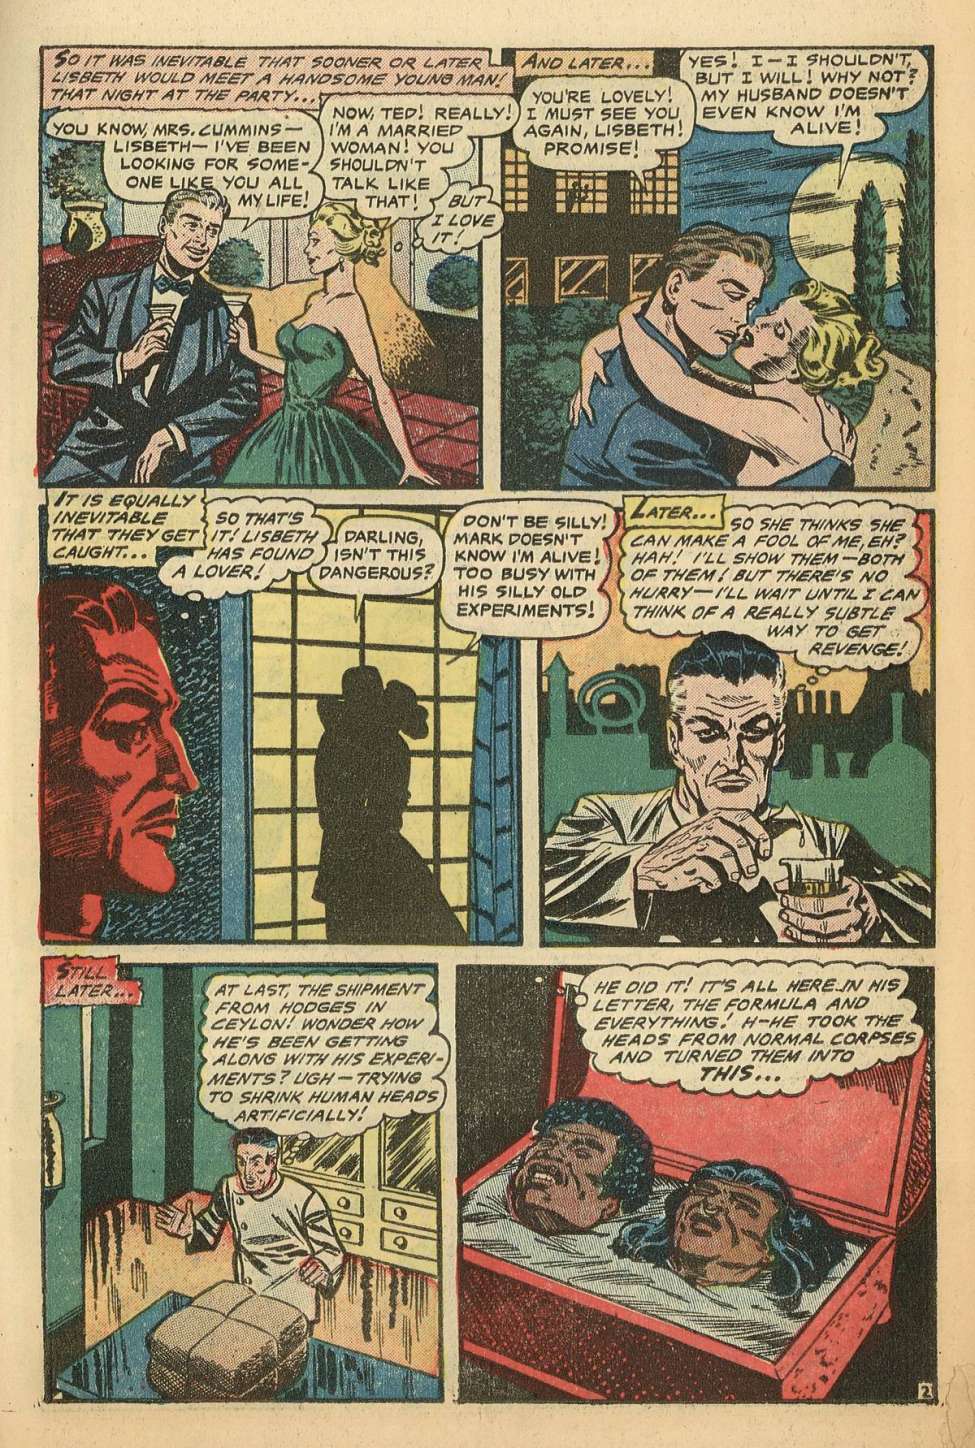 SO IT WAS INEVITABLE THAT SOONER OR LATER
LISBETH WOULD MEET A HANDSOME YOUNG MAN!
THAT NIGHT AT THE PARTY...
YOU KNOW, MRS. CUMMINS—
LISBETH— I'VE BEEN
LOOKING FOR SOME-
ONE LIKE YOU ALL
MY LIFE!
NOW, TED! REALLY!
I'M A MARRIED
WOMAN! YOU
SHOULDN'T
TALK LIKE
THAT!
BUT
I LOVE
IT!
AND LATER...
YOU'RE LOVELY!
I MUST SEE YOU
AGAIN, LISBETH!
PROMISE!
YES! I—I SHOULDN'T,
BUT I WILL! WHY NOT?
MY HUSBAND DOESN'T
EVEN KNOW I'M
ALIVE!
IT IS EQUALLY
INEVITABLE
THAT THEY GET
CAUGHT...
SO THAT'S
IT! LISBETH
HAS FOUND
A LOVER!
DARLING,
ISN'T THIS
DANGEROUS?
DON'T BE SILLY!
MARK DOESN'T
KNOW I'M ALIVE!
TOO BUSY WITH
HIS SILLY OLD
EXPERIMENTS!
LATER...
SO SHE THINKS SHE
CAN MAKE A FOOL OF ME, EH?
HAH! I'LL SHOW THEM—BOTH
OF THEM! BUT THERE'S NO
HURRY—I'LL WAIT UNTIL I CAN
THINK OF A REALLY SUBTLE
WAY TO GET
REVENGE!
STILL
LATER...
AT LAST, THE SHIPMENT
FROM HODGES IN
CEYLON! WONDER HOW
HE'S BEEN GETTING
ALONG WITH HIS EXPERI-
MENTS? UGH—TRYING
TO SHRINK HUMAN HEADS
ARTIFICIALLY!
HE DID IT! IT'S ALL HERE IN HIS
LETTER, THE FORMULA AND
EVERYTHING! H-HE TOOK THE
HEADS FROM NORMAL CORPSES
AND TURNED THEM INTO
THIS...
2